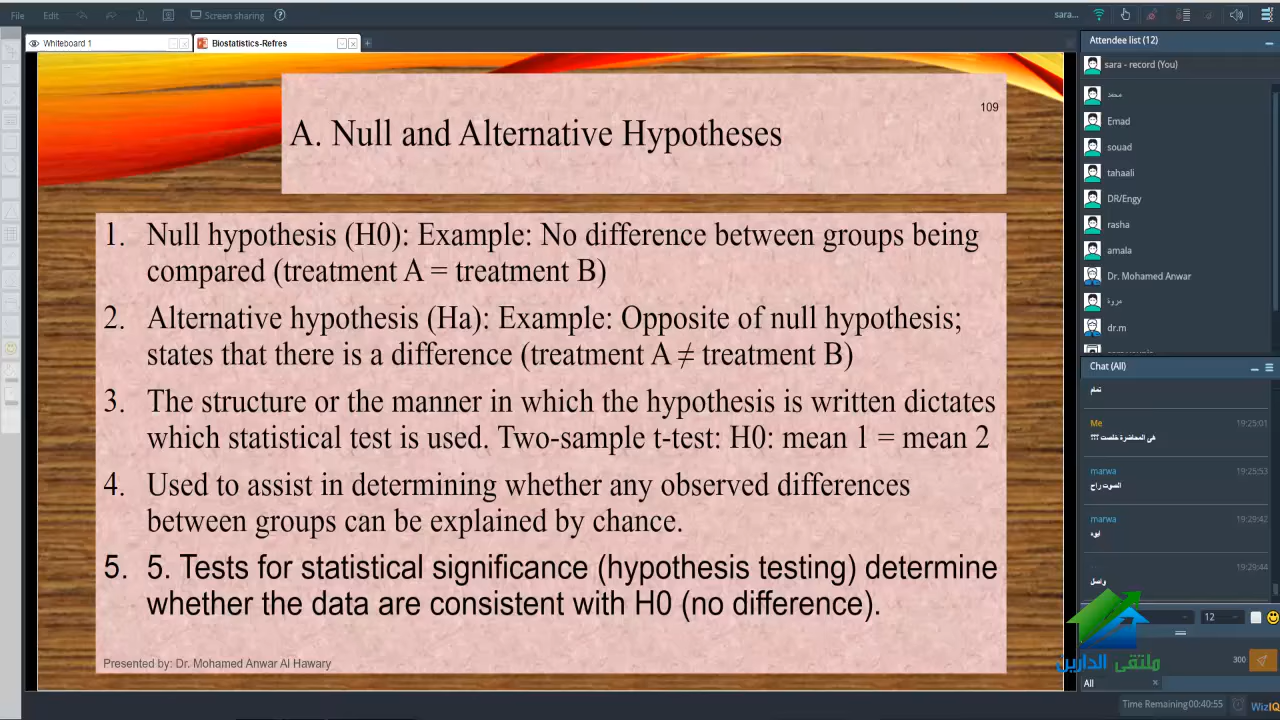 File Edit Screen sharing ? sara...
Whiteboard 1
Biostatistics-Refres
109
A. Null and Alternative Hypotheses
1. Null hypothesis (H0): Example: No difference between groups being
compared (treatment A = treatment B)
2. Alternative hypothesis (Ha): Example: Opposite of null hypothesis;
states that there is a difference (treatment A ≠ treatment B)
3. The structure or the manner in which the hypothesis is written dictates
which statistical test is used. Two-sample t-test: H0: mean 1 = mean 2
4. Used to assist in determining whether any observed differences
between groups can be explained by chance.
5. 5. Tests for statistical significance (hypothesis testing) determine
whether the data are consistent with H0 (no difference).
Presented by: Dr. Mohamed Anwar Al Hawary
Attendee list (12)
sara - record (You)
محمد
Emad
souad
tahaali
DR/Engy
rasha
amala
Dr. Mohamed Anwar
مروة
dr.m
Chat (All)
تمام
Me 19:25:01
هى المحاضرة خلصت ؟؟؟
marwa 19:25:53
الصوت راح
marwa 19:29:42
ايوه
19:29:44
واصل
12
ملتقى الدارين
300
All
Time Remaining 00:40:55
WizIQ